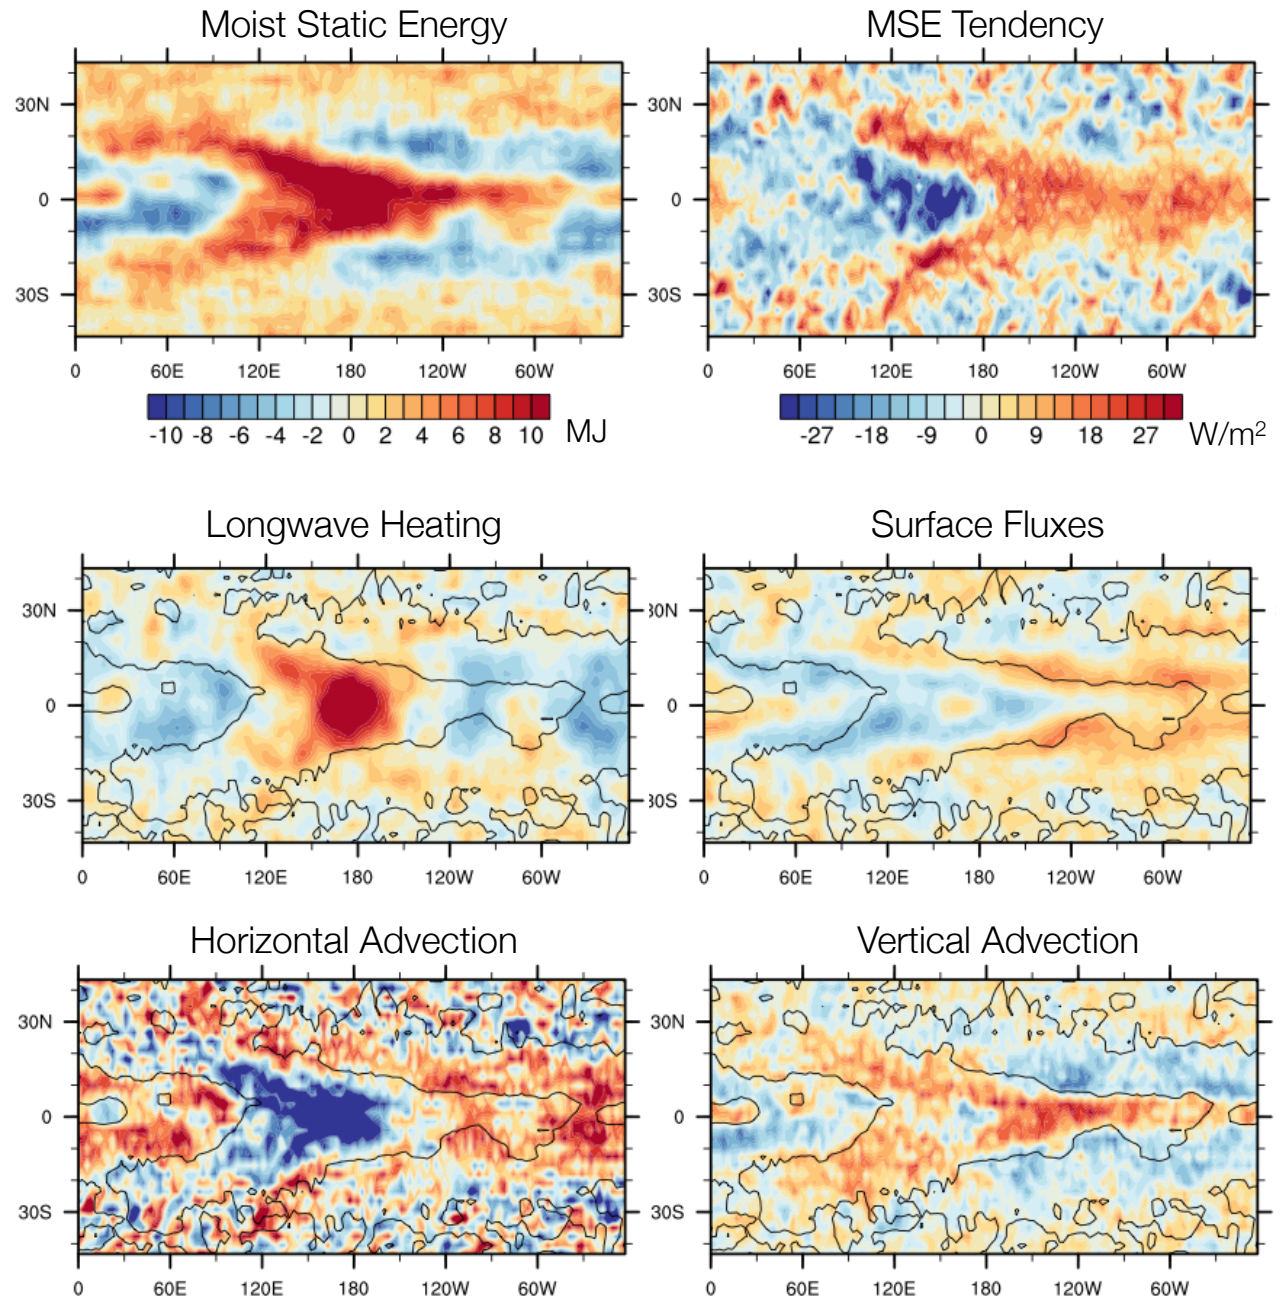 Moist Static Energy
MSE Tendency
30N
0
30S
0 60E 120E 180 120W 60W
30N
0
30S
0 60E 120E 180 120W 60W
-10 -8 -6 -4 -2 0 2 4 6 8 10 MJ
-27 -18 -9 0 9 18 27 W/m²
Longwave Heating
Surface Fluxes
30N
0
30S
0 60E 120E 180 120W 60W
30N
0
30S
0 60E 120E 180 120W 60W
Horizontal Advection
Vertical Advection
30N
0
30S
0 60E 120E 180 120W 60W
30N
0
30S
0 60E 120E 180 120W 60W